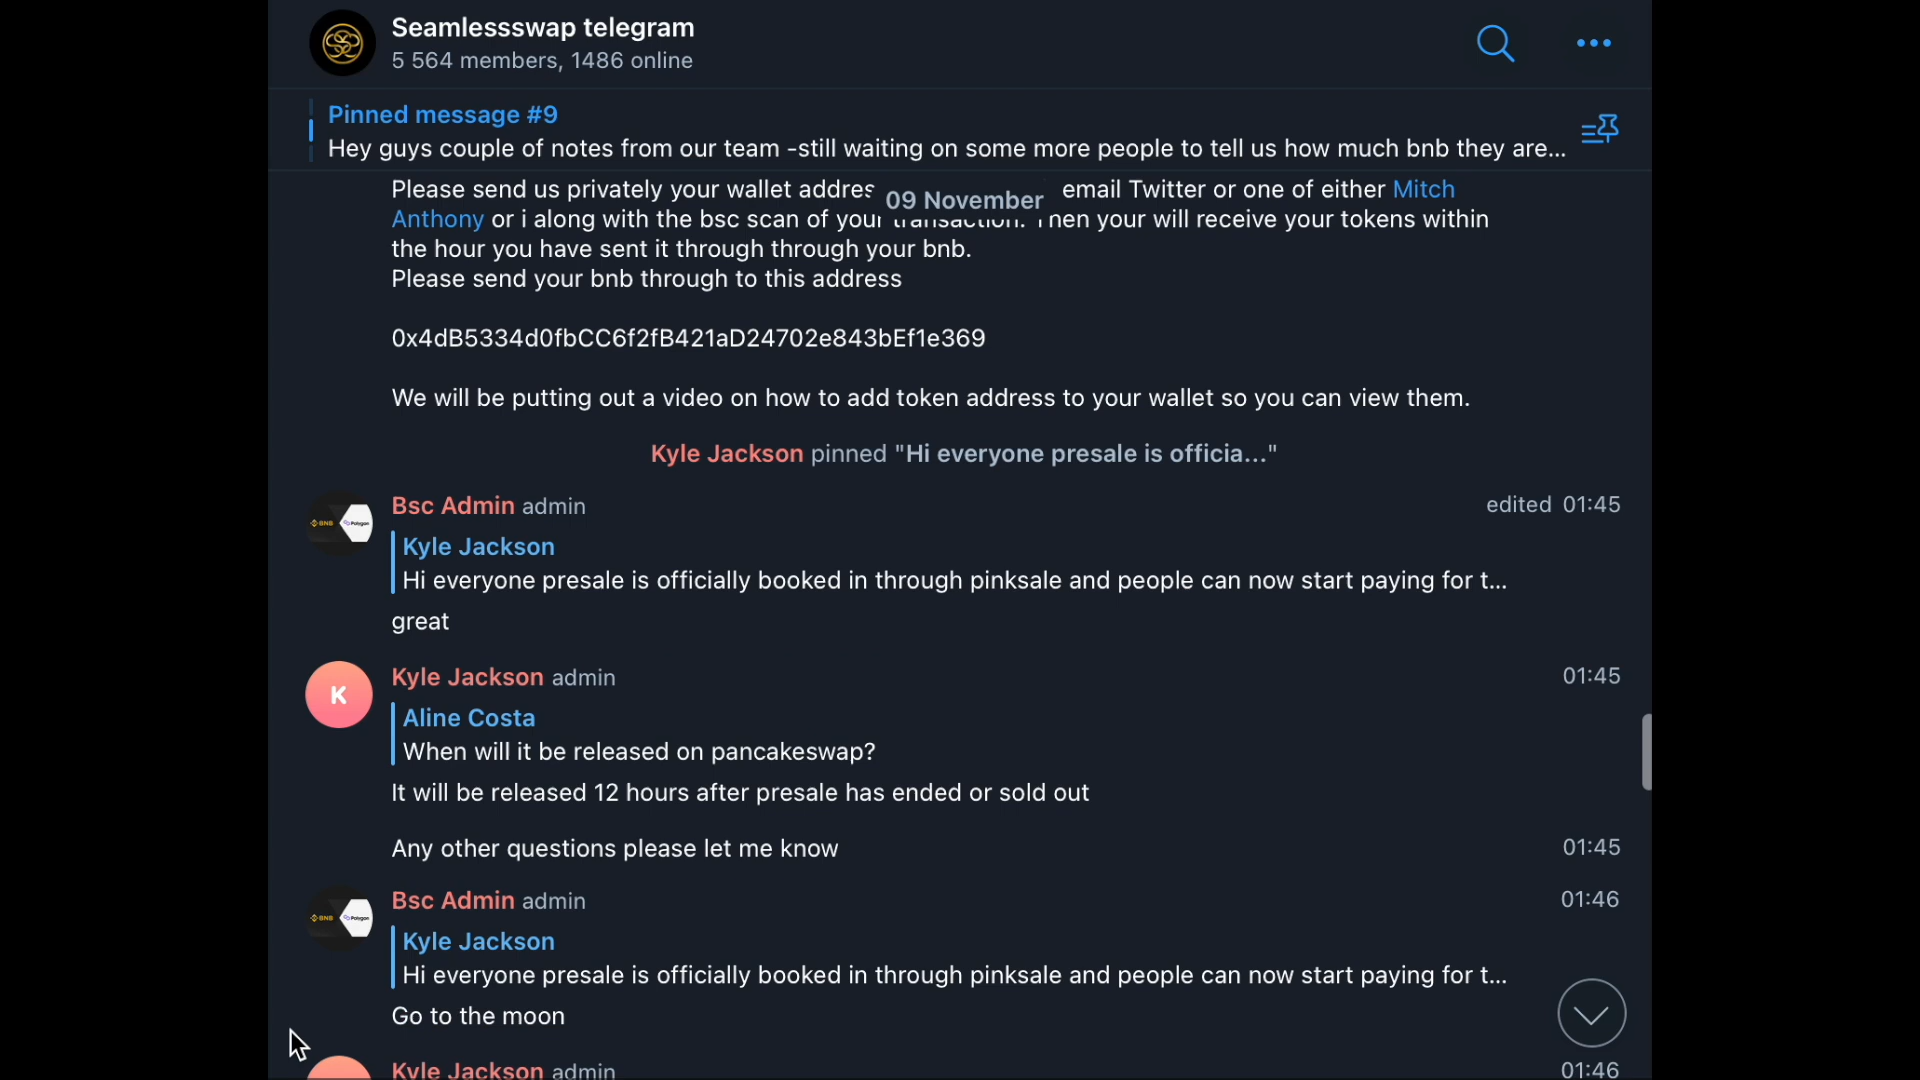 Seamlessswap telegram
5 564 members, 1486 online
Pinned message #9
Hey guys couple of notes from our team -still waiting on some more people to tell us how much bnb they are...
09 November
Please send us privately your wallet addres email Twitter or one of either Mitch
Anthony or i along with the bsc scan of your transaction. Then your will receive your tokens within
the hour you have sent it through through your bnb.
Please send your bnb through to this address
0x4dB5334d0fbCC6f2fB421aD24702e843bEf1e369
We will be putting out a video on how to add token address to your wallet so you can view them.
Kyle Jackson pinned "Hi everyone presale is officia..."
Bsc Admin admin edited 01:45
Kyle Jackson
Hi everyone presale is officially booked in through pinksale and people can now start paying for t...
great
K
Kyle Jackson admin 01:45
Aline Costa
When will it be released on pancakeswap?
It will be released 12 hours after presale has ended or sold out
Any other questions please let me know 01:45
Bsc Admin admin 01:46
Kyle Jackson
Hi everyone presale is officially booked in through pinksale and people can now start paying for t...
Go to the moon
Kyle Jackson admin 01:46